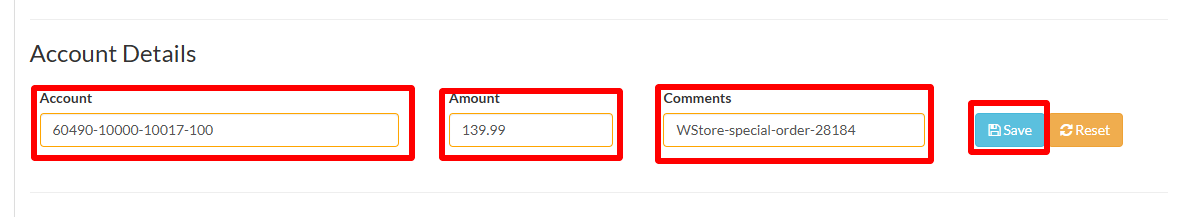 Account Details
Account Amount Comments
60490-10000-10017-100 139.99 WStore-special-order-28184 Save Reset